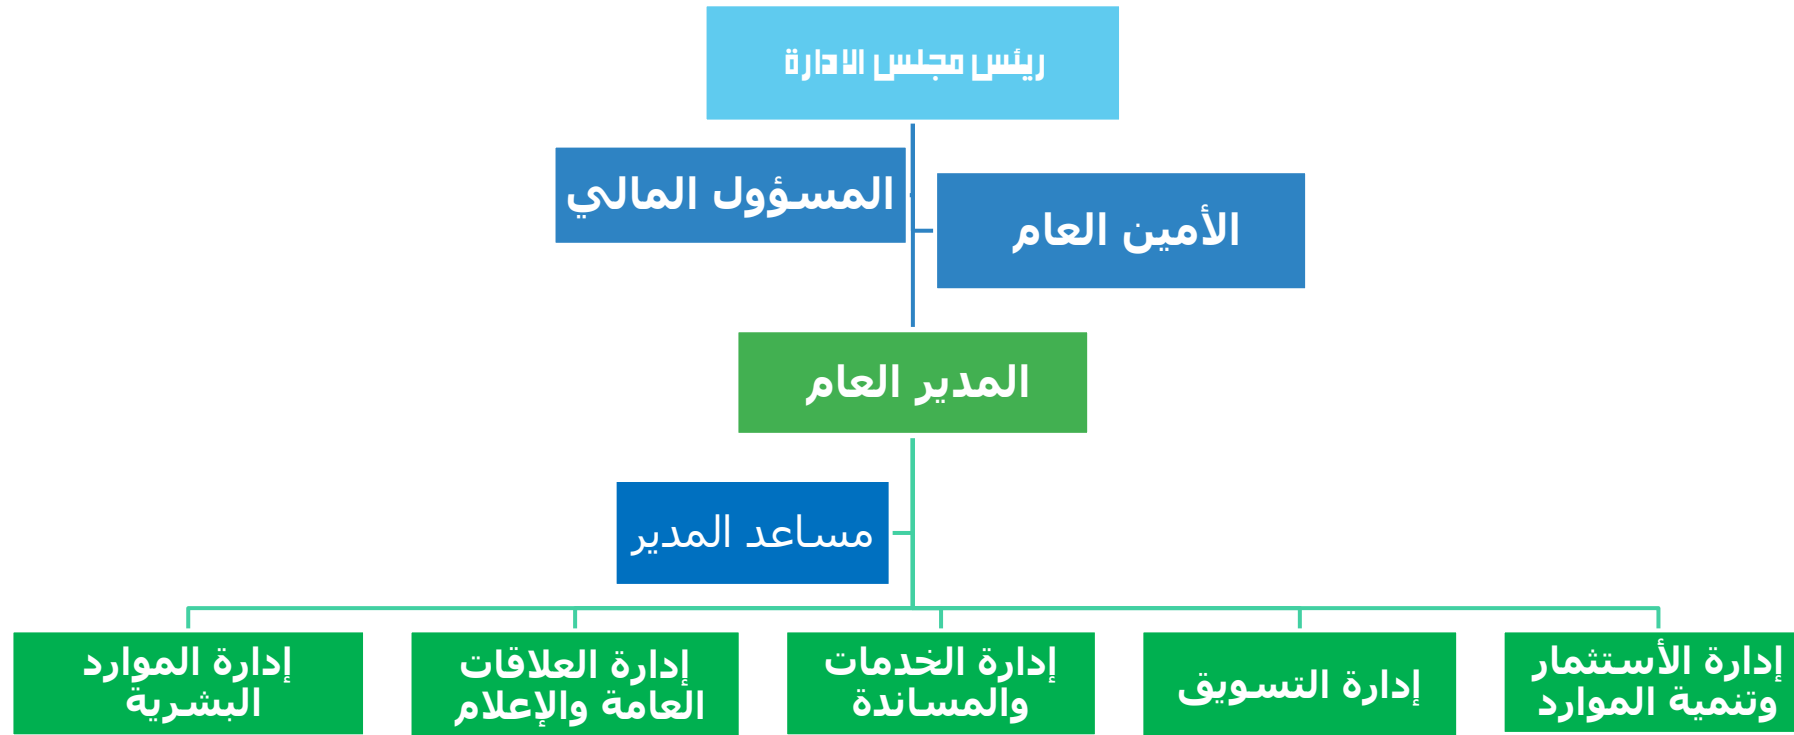 ريئس مجلس الادارة
المسؤول المالي
الأمين العام
المدير العام
مساعد المدير
إدارة الأستثمار
وتنمية الموارد
إدارة التسويق
إدارة الخدمات
والمساندة
إدارة العلاقات
العامة والإعلام
إدارة الموارد
البشرية